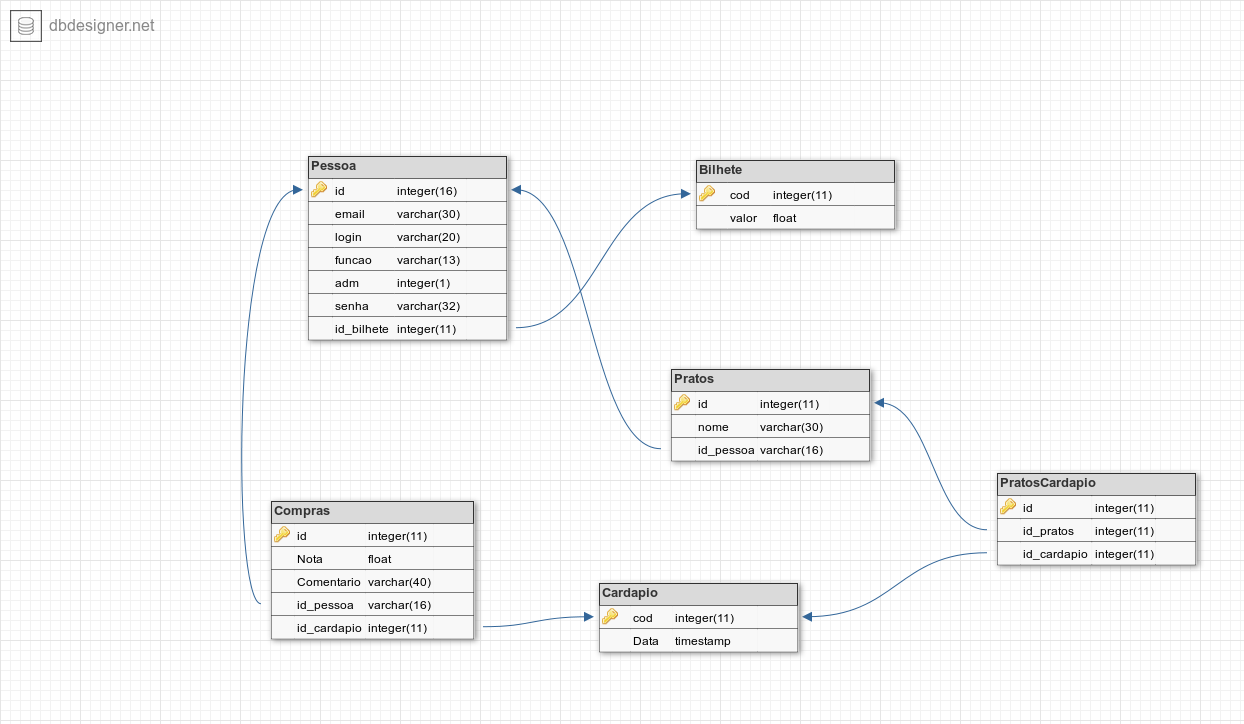 dbdesigner.net
Pessoa
id integer(16)
email varchar(30)
login varchar(20)
funcao varchar(13)
adm integer(1)
senha varchar(32)
id_bilhete integer(11)
Bilhete
cod integer(11)
valor float
Pratos
id integer(11)
nome varchar(30)
id_pessoa varchar(16)
PratosCardapio
id integer(11)
id_pratos integer(11)
id_cardapio integer(11)
Compras
id integer(11)
Nota float
Comentario varchar(40)
id_pessoa varchar(16)
id_cardapio integer(11)
Cardapio
cod integer(11)
Data timestamp